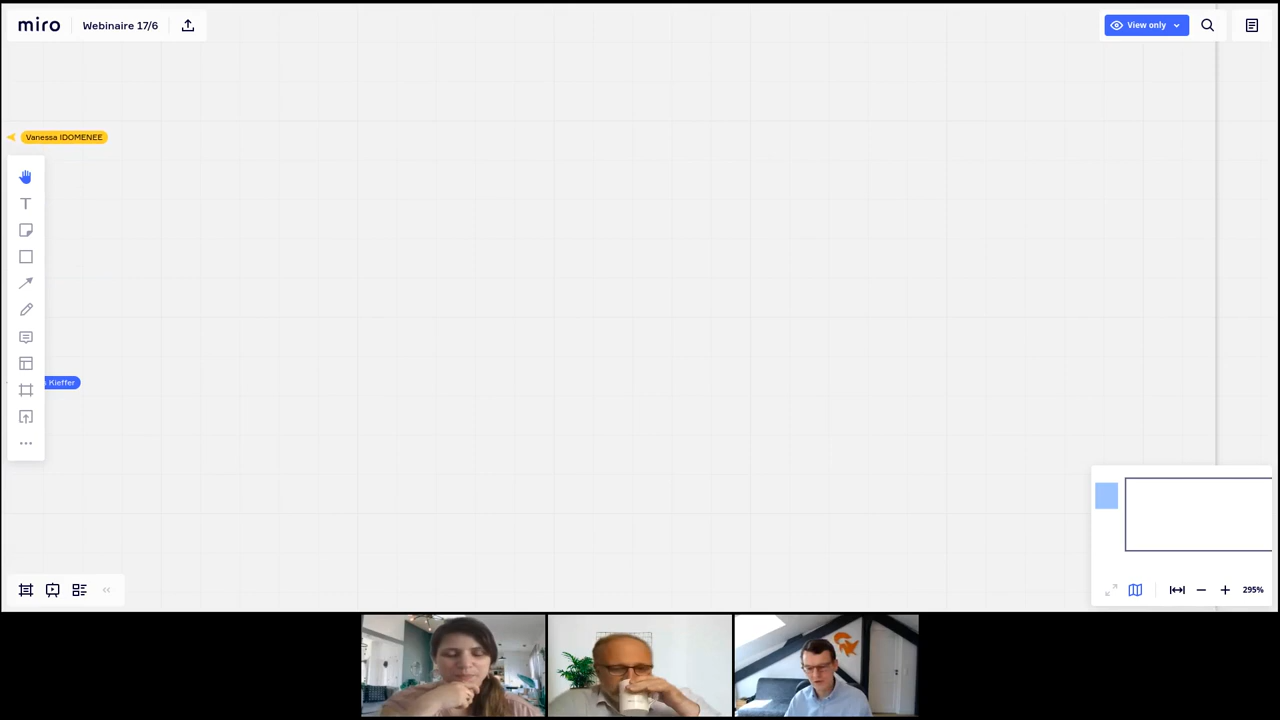 miro
Webinaire 17/6
View only
Vanessa IDOMENEE
Kieffer
295%